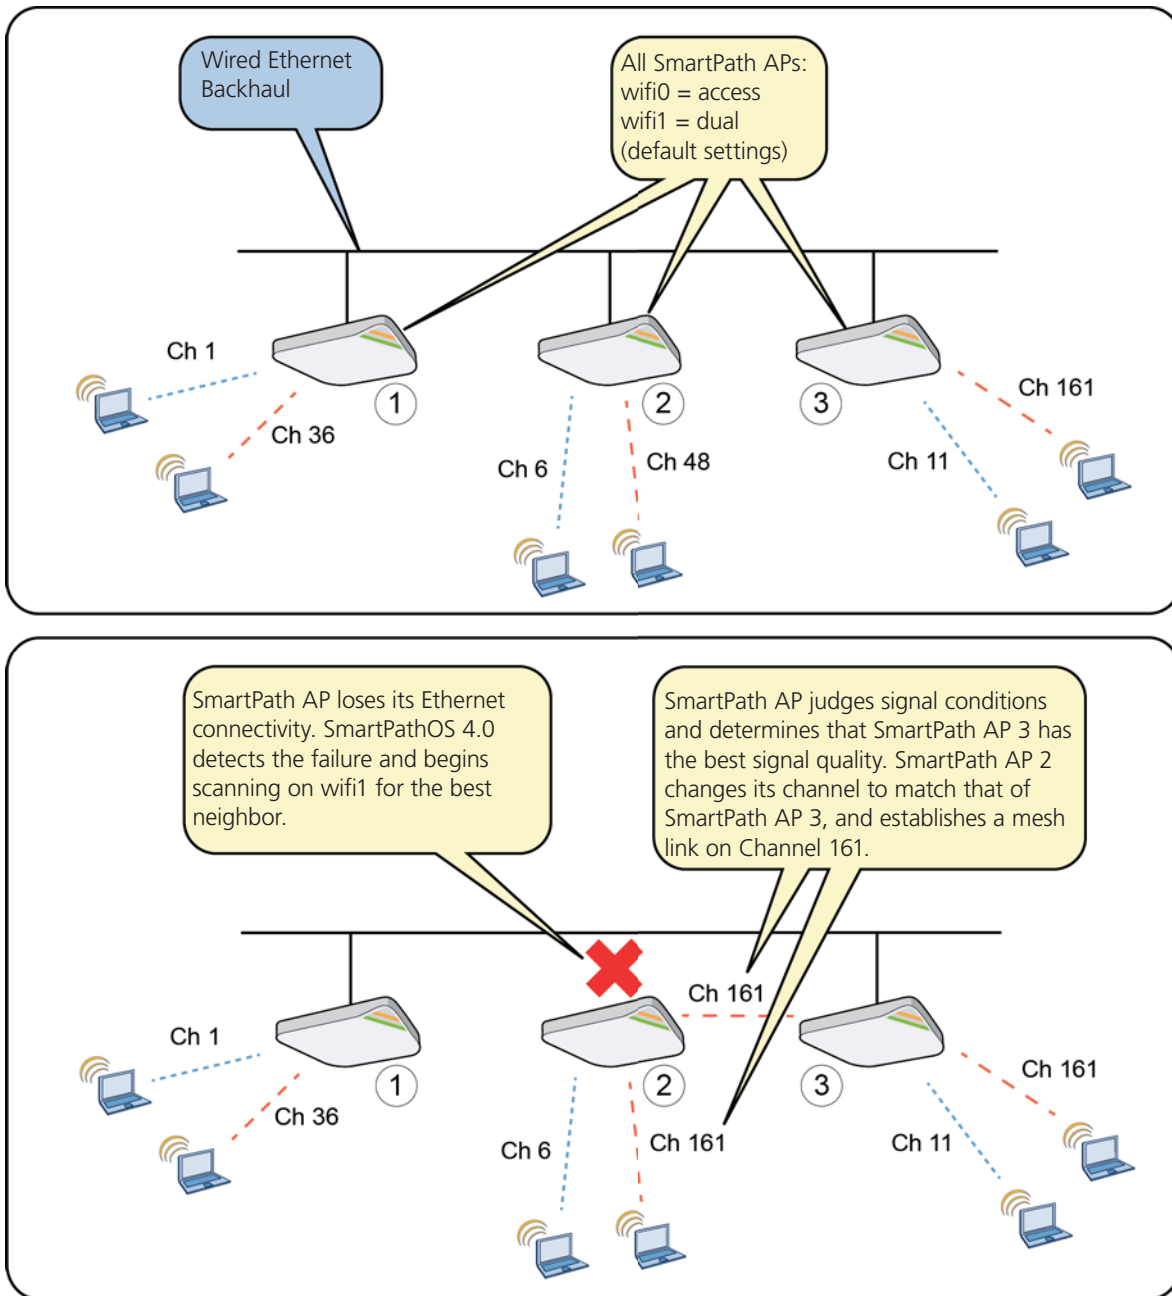 Wired Ethernet
Backhaul
All SmartPath APs:
wifi0 = access
wifi1 = dual
(default settings)
Ch 1
Ch 36
1
Ch 6
Ch 48
2
3
Ch 161
Ch 11
SmartPath AP loses its Ethernet
connectivity. SmartPathOS 4.0
detects the failure and begins
scanning on wifi1 for the best
neighbor.
SmartPath AP judges signal conditions
and determines that SmartPath AP 3 has
the best signal quality. SmartPath AP 2
changes its channel to match that of
SmartPath AP 3, and establishes a mesh
link on Channel 161.
Ch 161
Ch 1
Ch 36
1
Ch 6
Ch 161
2
3
Ch 161
Ch 11